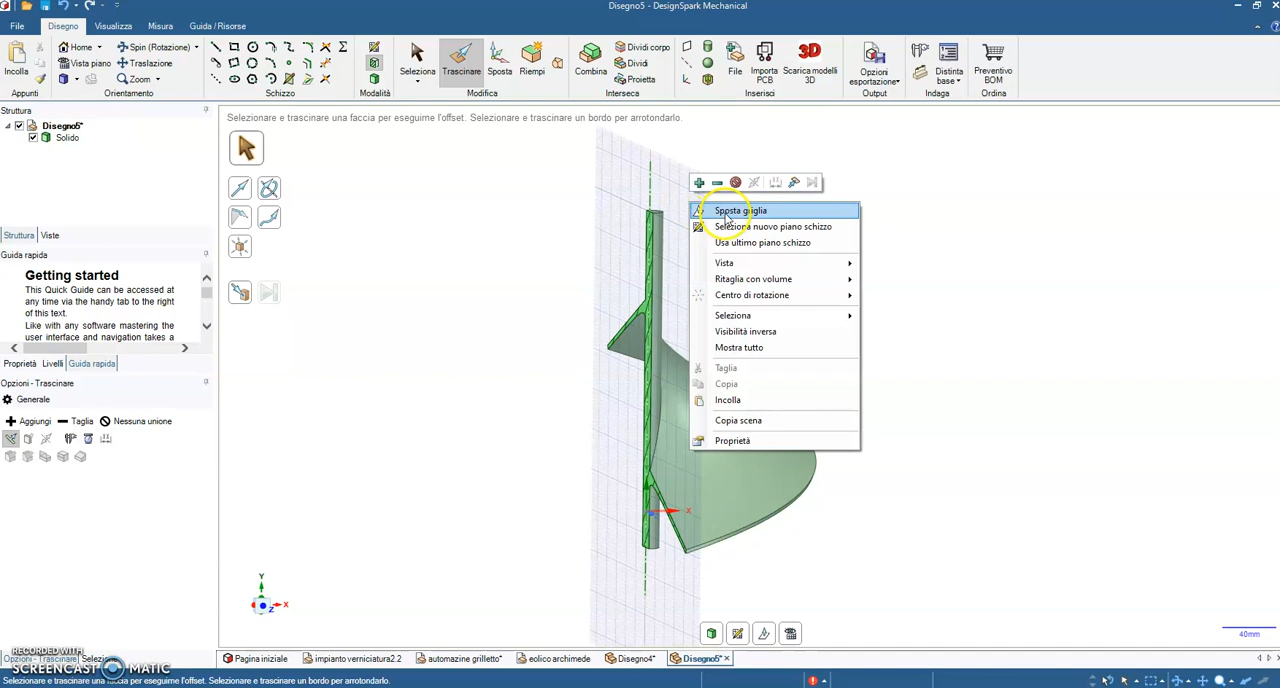 Disegno5* - DesignSpark Mechanical
File Disegno Visualizza Misura Guida / Risorse
Home
Vista piano
Spin (Rotazione)
Traslazione
Zoom
Incolla
Seleziona
Trascinare
Sposta
Riempi
Combina
Dividi corpo
Dividi
Proietta
File
Importa PCB
3D
Scarica modelli 3D
Opzioni esportazione
Distinta base
Preventivo BOM
Appunti Orientamento Schizzo Modalità Modifica Interseca Inserisci Output Indaga Ordina
Struttura
Disegno5*
Solido
Struttura Viste
Guida rapida
Getting started
This Quick Guide can be accessed at
any time via the handy tab to the right
of this text.
Like with any software mastering the
user interface and navigation takes a
Proprietà Livelli Guida rapida
Opzioni - Trascinare
Generale
Aggiungi Taglia Nessuna unione
Selezionare e trascinare una faccia per eseguirne l'offset. Selezionare e trascinare un bordo per arrotondarlo.
Sposta griglia
Seleziona nuovo piano schizzo
Usa ultimo piano schizzo
Vista
Ritaglia con volume
Centro di rotazione
Seleziona
Visibilità inversa
Mostra tutto
Taglia
Copia
Incolla
Copia scena
Proprietà
X
Y
X
Z
40mm
Opzioni - Trascinare Selezione
Pagina iniziale impianto verniciatura2.2 automazine grilletto* eolico archimede Disegno4* Disegno5*
RECORDED WITH
SCREENCAST MATIC
Selezionare e trascinare una faccia per eseguirne l'offset. Selezionare e trascinare un bordo per arrotondarlo.